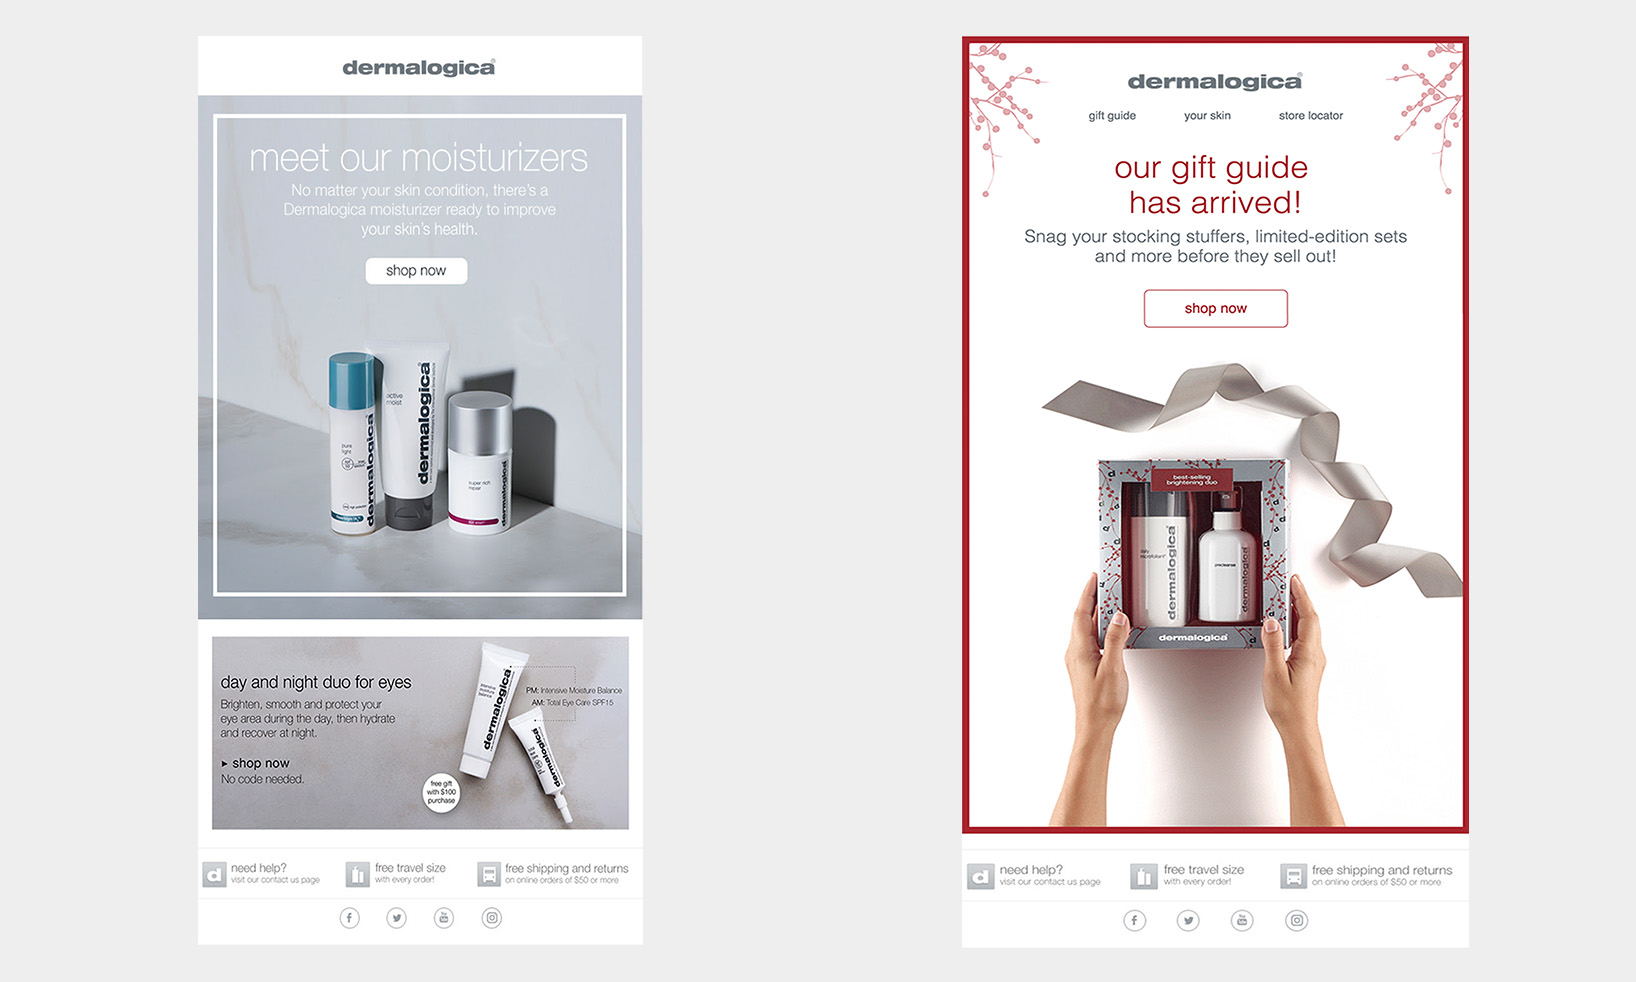 dermalogica
meet our moisturizers
No matter your skin condition, there's a
Dermalogica moisturizer ready to improve
your skin's health.
shop now
pure
light
dermalogica
active
moist
dermalogica
super rich
repair
dermalogica
day and night duo for eyes
Brighten, smooth and protect your
eye area during the day, then hydrate
and recover at night.
▸ shop now
No code needed.
intensive
moisture
balance
dermalogica
dermalogica
PM: Intensive Moisture Balance
AM: Total Eye Care SPF15
free gift
with $100
purchase
d need help?
visit our contact us page
free travel size
with every order!
free shipping and returns
on online orders of $50 or more
You
Tube
dermalogica
gift guide your skin store locator
our gift guide
has arrived!
Snag your stocking stuffers, limited-edition sets
and more before they sell out!
shop now
best-selling
brightening duo
daily
microfoliant
dermalogica
precleanse
dermalogica
dermalogica
d need help?
visit our contact us page
free travel size
with every order!
free shipping and returns
on online orders of $50 or more
You
Tube